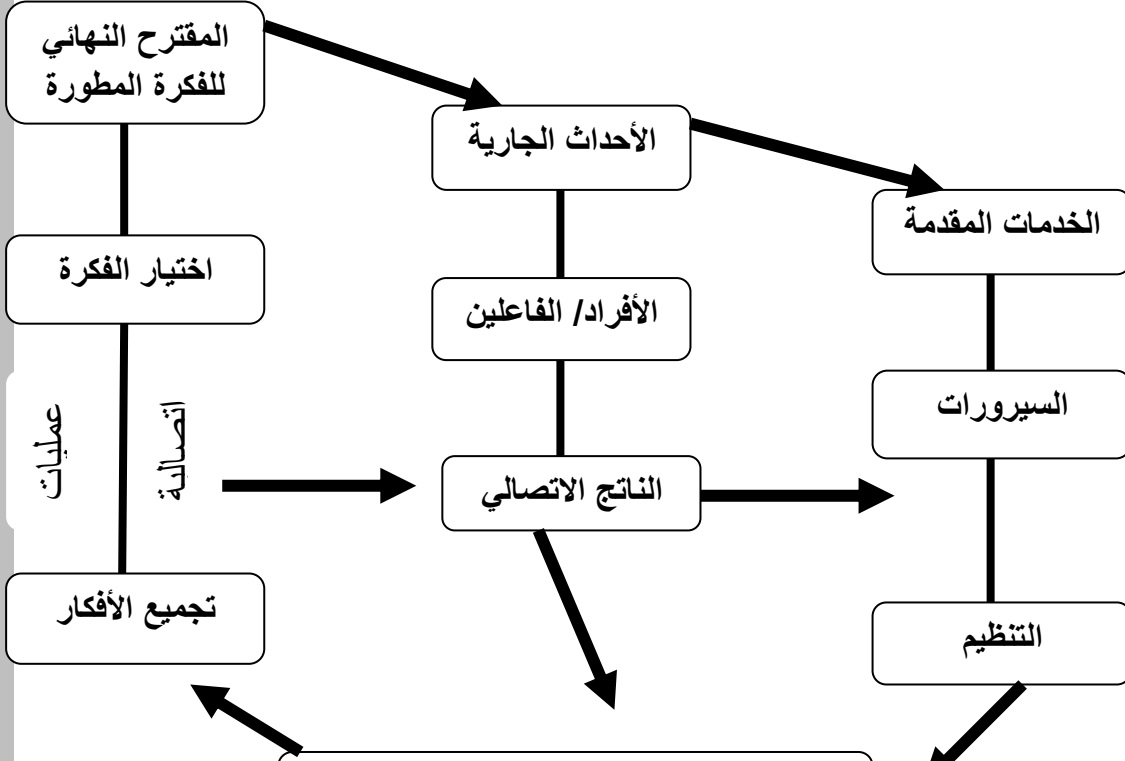 المقترح النهائي
للفكرة المطورة
الأحداث الجارية
الخدمات المقدمة
اختيار الفكرة
الأفراد/ الفاعلين
السيرورات
عمليات
اتصالية
الناتج الاتصالي
تجميع الأفكار
التنظيم